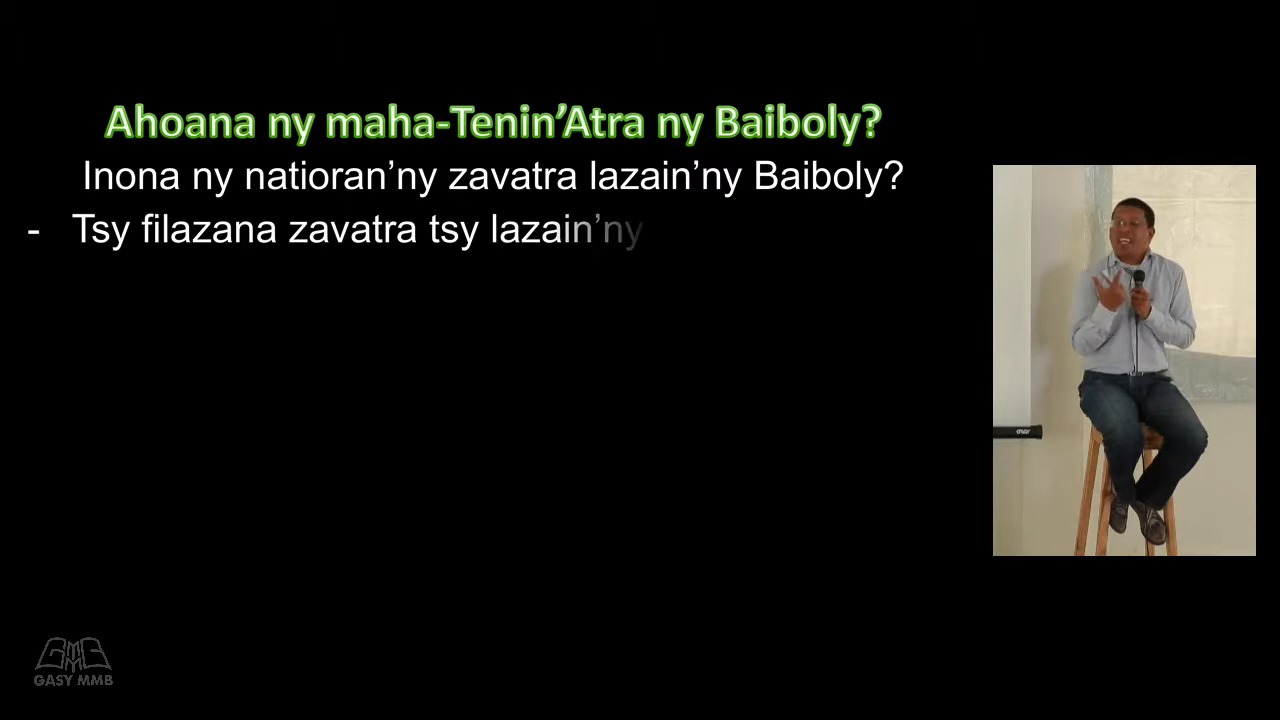 Ahoana ny maha-Tenin’Atra ny Baiboly?
Inona ny natioran’ny zavatra lazain’ny Baiboly?
- Tsy filazana zavatra tsy lazain’ny
GASY MMB